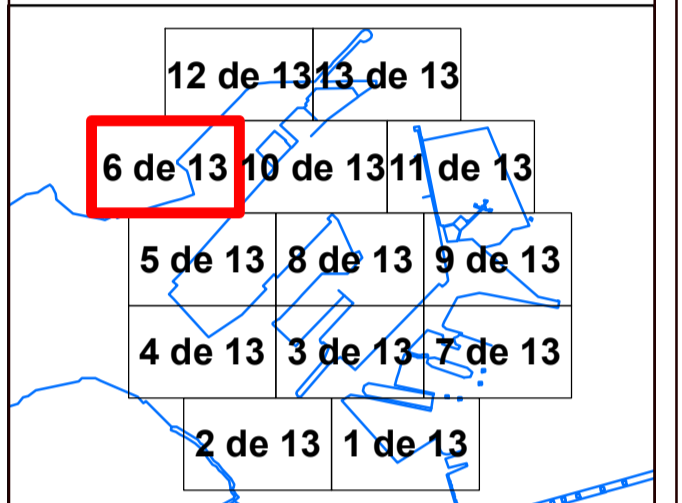 12 de 13 13 de 13
6 de 13 10 de 13 11 de 13
5 de 13 8 de 13 9 de 13
4 de 13 3 de 13 7 de 13
2 de 13 1 de 13